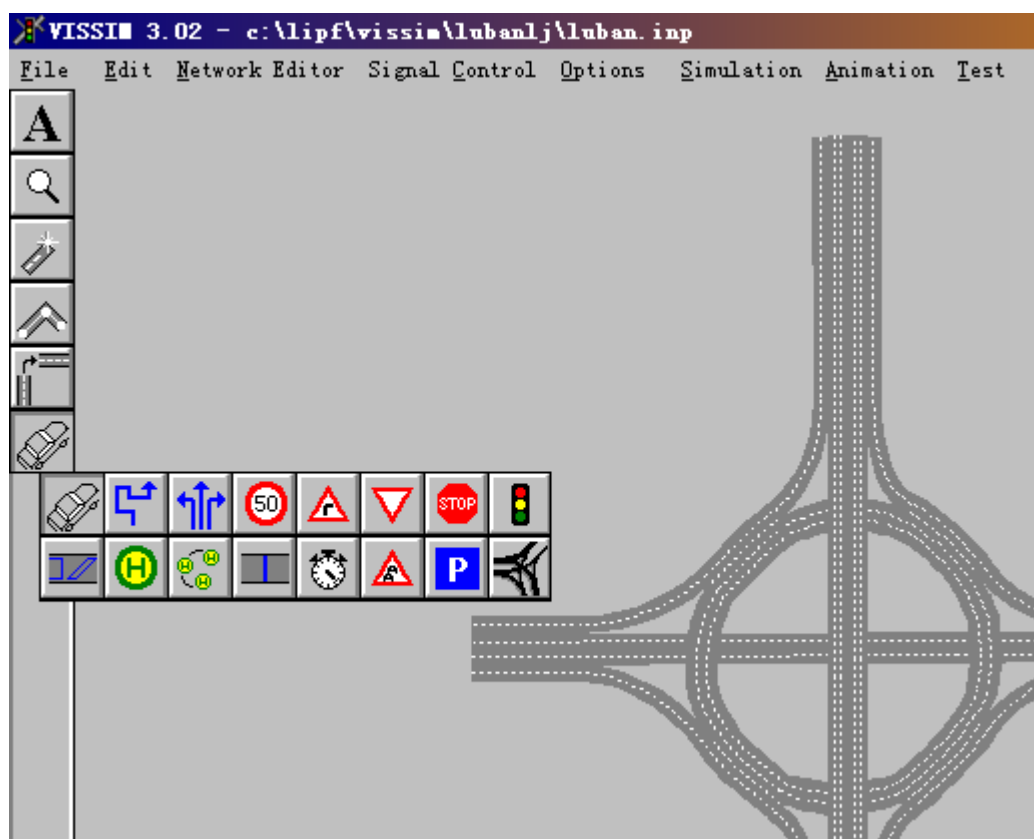 VISSIM 3.02 - c:\lipf\vissim\lubanlj\luban.inp
File Edit Network Editor Signal Control Options Simulation Animation Test
A
50 STOP
H H H P